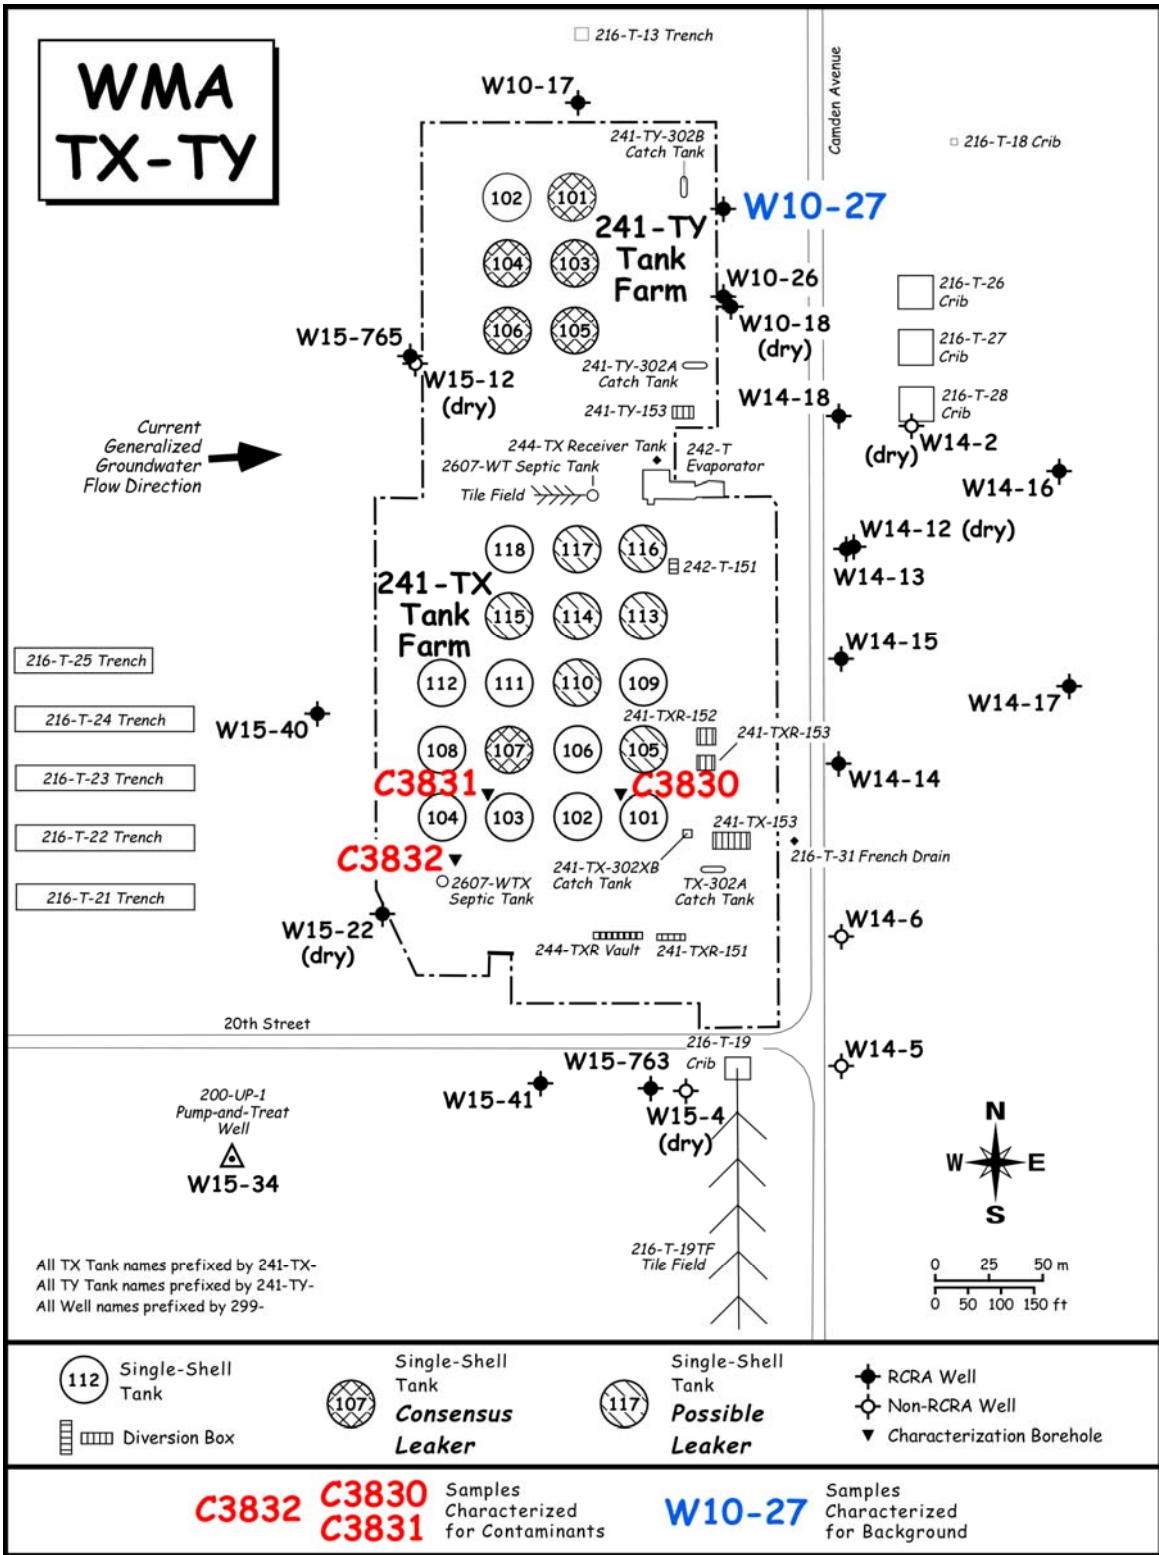 WMA
TX-TY
216-T-13 Trench
W10-17
Camden Avenue
241-TY-302B
Catch Tank
216-T-18 Crib
102
101
W10-27
241-TY
Tank
Farm
104
103
W10-26
216-T-26
Crib
W10-18
(dry)
106
105
216-T-27
Crib
W15-765
W15-12
(dry)
241-TY-302A
Catch Tank
W14-18
216-T-28
Crib
241-TY-153
Current
Generalized
Groundwater
Flow Direction
244-TX Receiver Tank
242-T
Evaporator
(dry)
W14-2
2607-WT Septic Tank
Tile Field
W14-16
118
117
116
W14-12 (dry)
W14-13
242-T-151
241-TX
Tank
Farm
115
114
113
216-T-25 Trench
W14-15
112
111
110
109
W14-17
216-T-24 Trench
W15-40
241-TXR-152
241-TXR-153
108
107
106
105
216-T-23 Trench
C3831
C3830
W14-14
104
103
102
101
216-T-22 Trench
241-TX-153
C3832
241-TX-302XB
Catch Tank
216-T-31 French Drain
2607-WTX
Septic Tank
TX-302A
Catch Tank
216-T-21 Trench
W15-22
(dry)
W14-6
244-TXR Vault
241-TXR-151
20th Street
216-T-19
Crib
W14-5
W15-763
W15-41
W15-4
(dry)
200-UP-1
Pump-and-Treat
Well
W15-34
N
W
E
S
216-T-19TF
Tile Field
All TX Tank names prefixed by 241-TX-
All TY Tank names prefixed by 241-TY-
All Well names prefixed by 299-
0 25 50 m
0 50 100 150 ft
112
Single-Shell
Tank
Diversion Box
107
Single-Shell
Tank
Consensus
Leaker
117
Single-Shell
Tank
Possible
Leaker
RCRA Well
Non-RCRA Well
Characterization Borehole
C3832
C3830
C3831
Samples
Characterized
for Contaminants
W10-27
Samples
Characterized
for Background